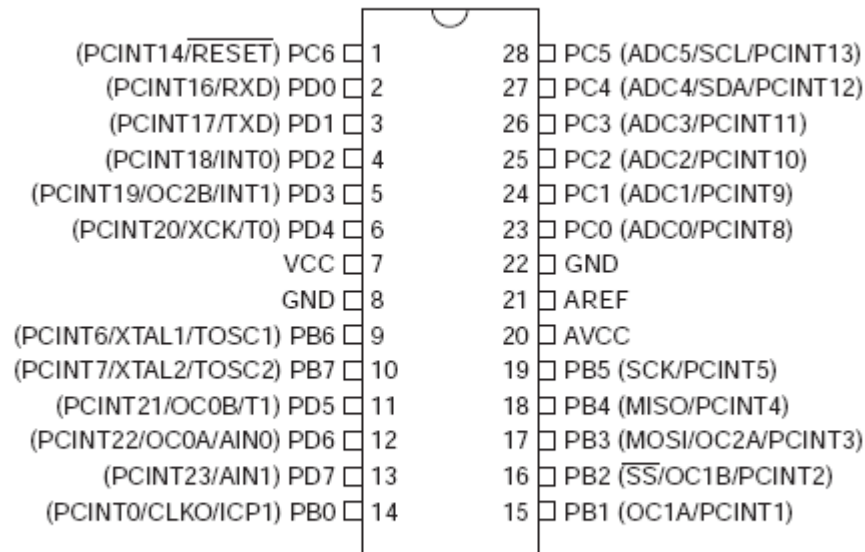 (PCINT14/RESET) PC6 1 28 PC5 (ADC5/SCL/PCINT13)
(PCINT16/RXD) PD0 2 27 PC4 (ADC4/SDA/PCINT12)
(PCINT17/TXD) PD1 3 26 PC3 (ADC3/PCINT11)
(PCINT18/INT0) PD2 4 25 PC2 (ADC2/PCINT10)
(PCINT19/OC2B/INT1) PD3 5 24 PC1 (ADC1/PCINT9)
(PCINT20/XCK/T0) PD4 6 23 PC0 (ADC0/PCINT8)
VCC 7 22 GND
GND 8 21 AREF
(PCINT6/XTAL1/TOSC1) PB6 9 20 AVCC
(PCINT7/XTAL2/TOSC2) PB7 10 19 PB5 (SCK/PCINT5)
(PCINT21/OC0B/T1) PD5 11 18 PB4 (MISO/PCINT4)
(PCINT22/OC0A/AIN0) PD6 12 17 PB3 (MOSI/OC2A/PCINT3)
(PCINT23/AIN1) PD7 13 16 PB2 (SS/OC1B/PCINT2)
(PCINT0/CLKO/ICP1) PB0 14 15 PB1 (OC1A/PCINT1)